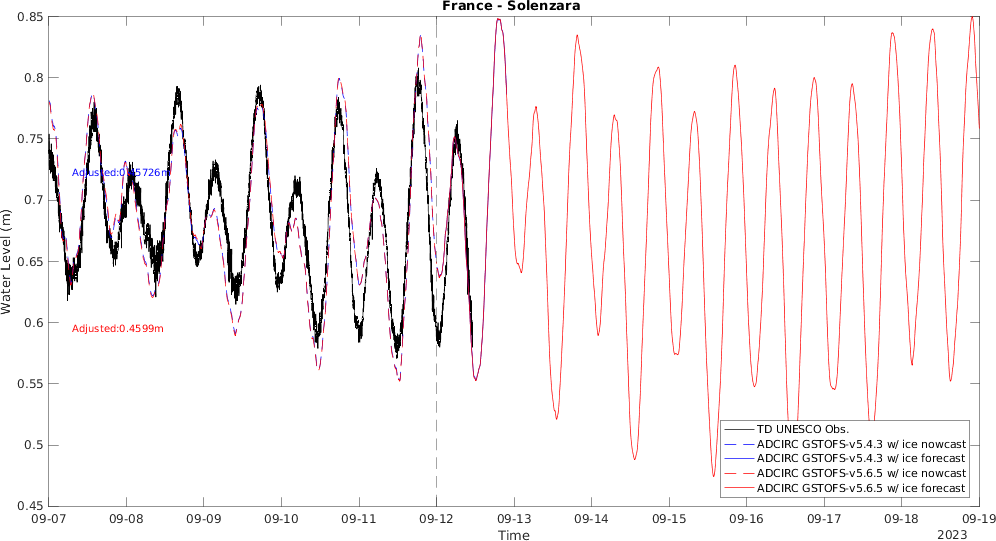 France - Solenzara
0.85
0.8
0.75
0.7
0.65
0.6
0.55
0.5
0.45
Water Level (m)
Adjusted:0.45726m
Adjusted:0.4599m
TD UNESCO Obs.
ADCIRC GSTOFS-v5.4.3 w/ ice nowcast
ADCIRC GSTOFS-v5.4.3 w/ ice forecast
ADCIRC GSTOFS-v5.6.5 w/ ice nowcast
ADCIRC GSTOFS-v5.6.5 w/ ice forecast
09-07 09-08 09-09 09-10 09-11 09-12 09-13 09-14 09-15 09-16 09-17 09-18 09-19
Time
2023